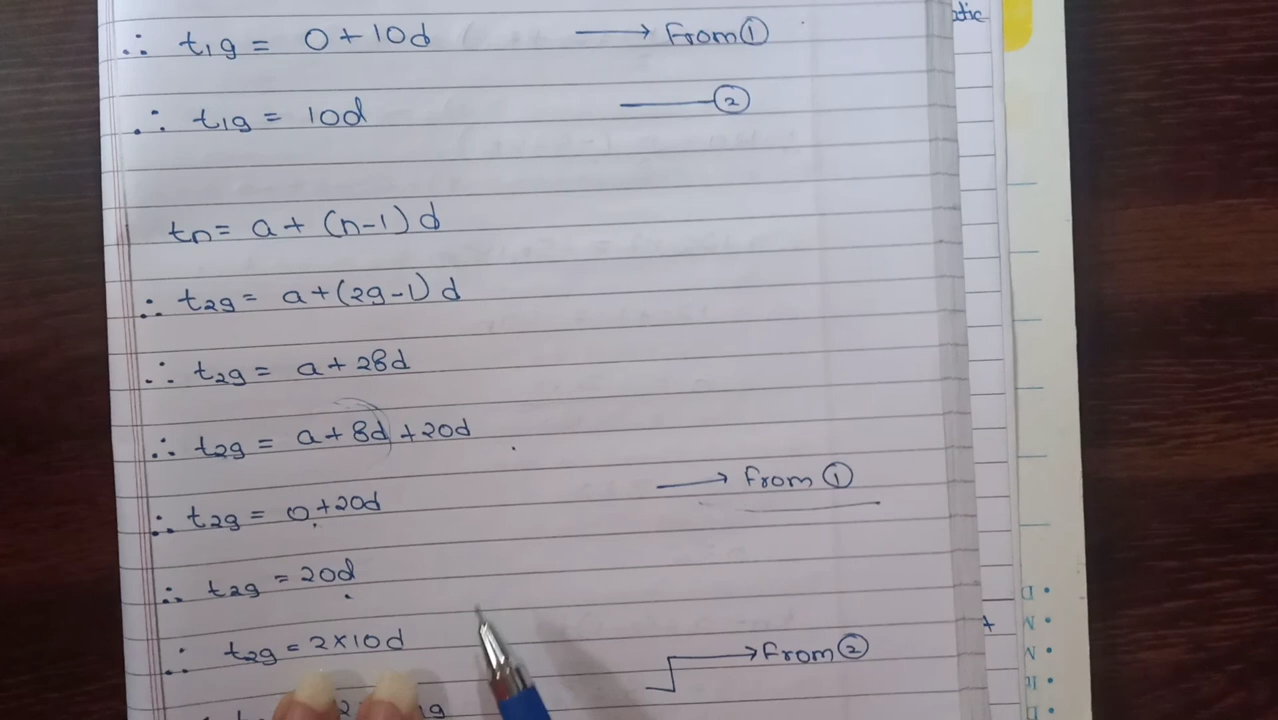 ∴ t₁₉ = 0 + 10d → From ①
∴ t₁₉ = 10d — ②
tₙ = a + (n-1) d
∴ t₂₉ = a + (29-1) d
∴ t₂₉ = a + 28d
∴ t₂₉ = a + 8d + 20d
∴ t₂₉ = 0 + 20d → from ①
∴ t₂₉ = 20d
∴ t₂₉ = 2 × 10d → From ②